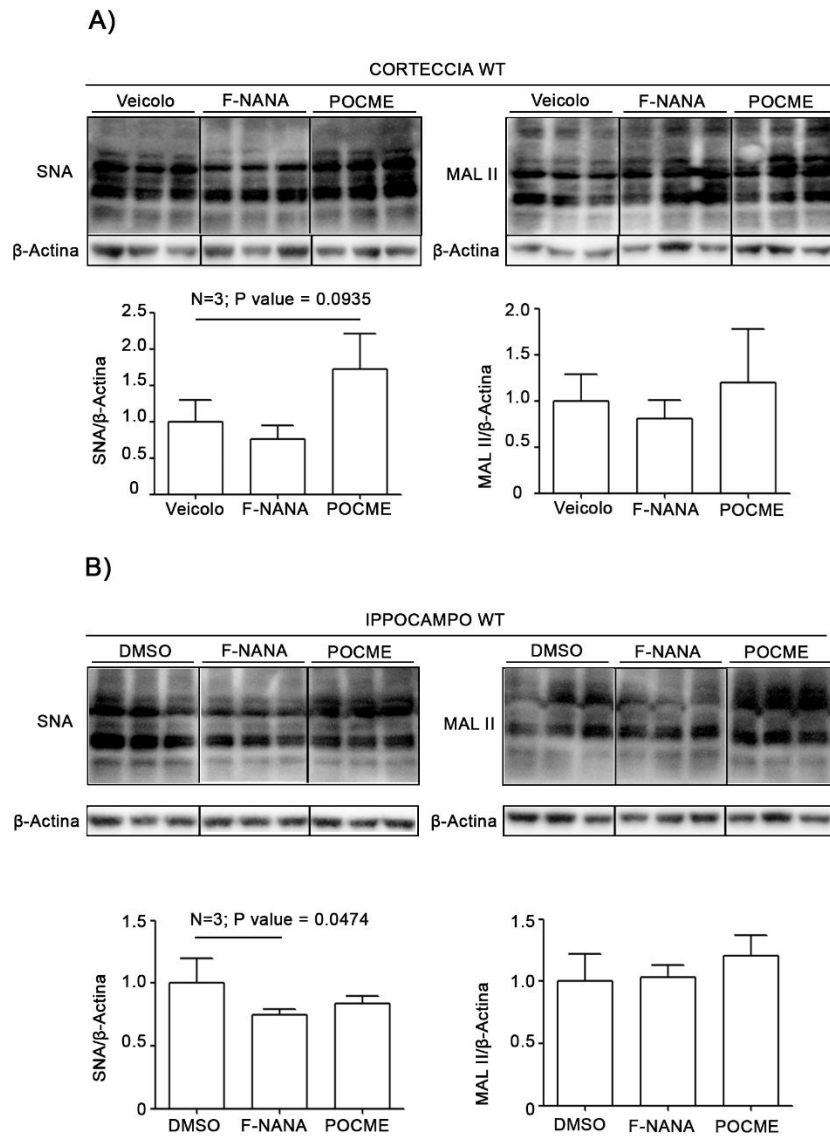 A)
CORTECCIA WT
Veicolo F-NANA POCME
SNA
β-Actina
Veicolo F-NANA POCME
MAL II
β-Actina
N=3; P value = 0.0935
SNA/β-Actina
2.5
2.0
1.5
1.0
0.5
0
Veicolo F-NANA POCME
MAL II/β-Actina
2.0
1.5
1.0
0.5
0
Veicolo F-NANA POCME
B)
IPPOCAMPO WT
DMSO F-NANA POCME
SNA
β-Actina
DMSO F-NANA POCME
MAL II
β-Actina
N=3; P value = 0.0474
SNA/β-Actina
1.5
1.0
0.5
0
DMSO F-NANA POCME
MAL II/β-Actina
1.5
1.0
0.5
0
DMSO F-NANA POCME